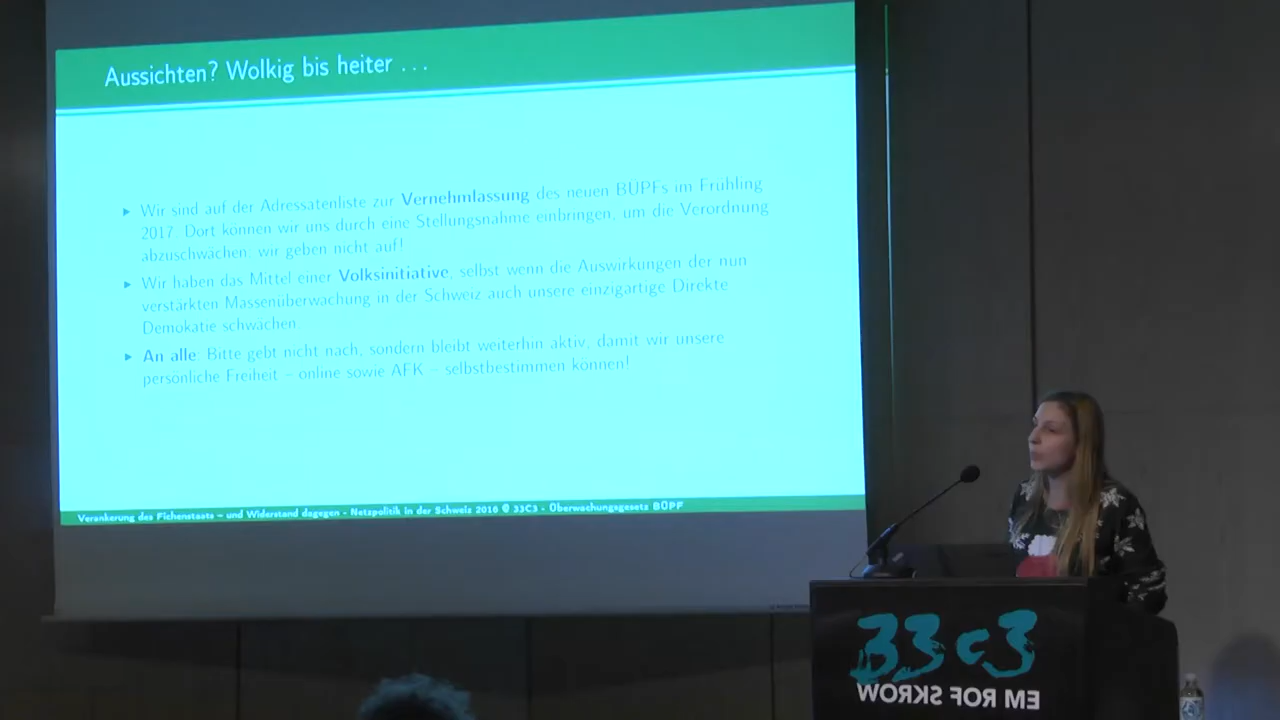 Aussichten? Wolkig bis heiter ...
▶ Wir sind auf der Adressatenliste zur Vernehmlassung des neuen BÜPFs im Frühling
2017. Dort können wir uns durch eine Stellungsnahme einbringen, um die Verordnung
abzuschwächen, wir geben nicht auf!
▶ Wir haben das Mittel einer Volksinitiative, selbst wenn die Auswirkungen der nun
verstärkten Massenüberwachung in der Schweiz auch unsere einzigartige Direkte
Demokatie schwächen
▶ An alle: Bitte gebt nicht nach, sondern bleibt weiterhin aktiv, damit wir unsere
persönliche Freiheit – online sowie AFK – selbstbestimmen können!
Verankerung des Fichenstaats – und Widerstand dagegen - Netzpolitik in der Schweiz 2016 @ 33C3 - Überwachungsgesetz BÜPF
33c3
WORKS FOR ME